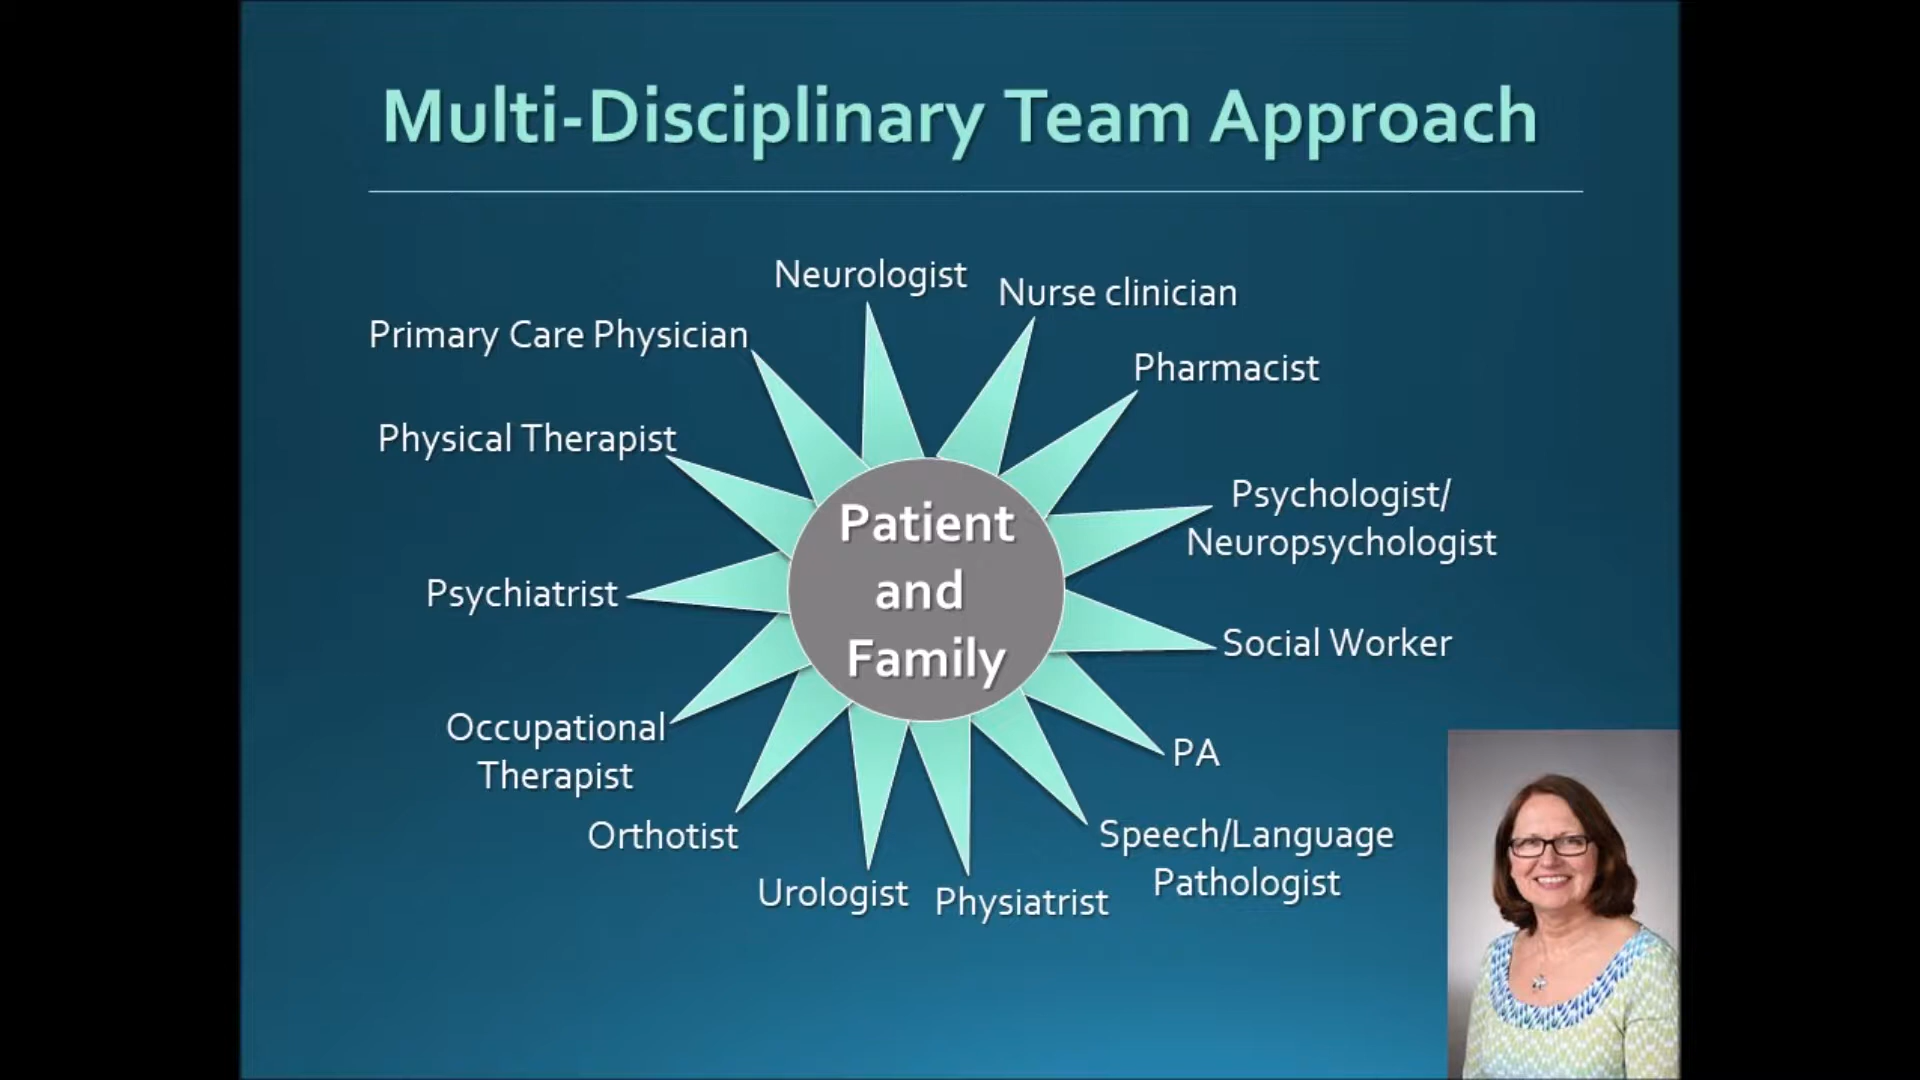 Multi-Disciplinary Team Approach
Neurologist
Nurse clinician
Primary Care Physician
Pharmacist
Physical Therapist
Psychologist/
Neuropsychologist
Patient
and
Family
Psychiatrist
Social Worker
Occupational
Therapist
PA
Orthotist
Speech/Language
Pathologist
Urologist
Physiatrist